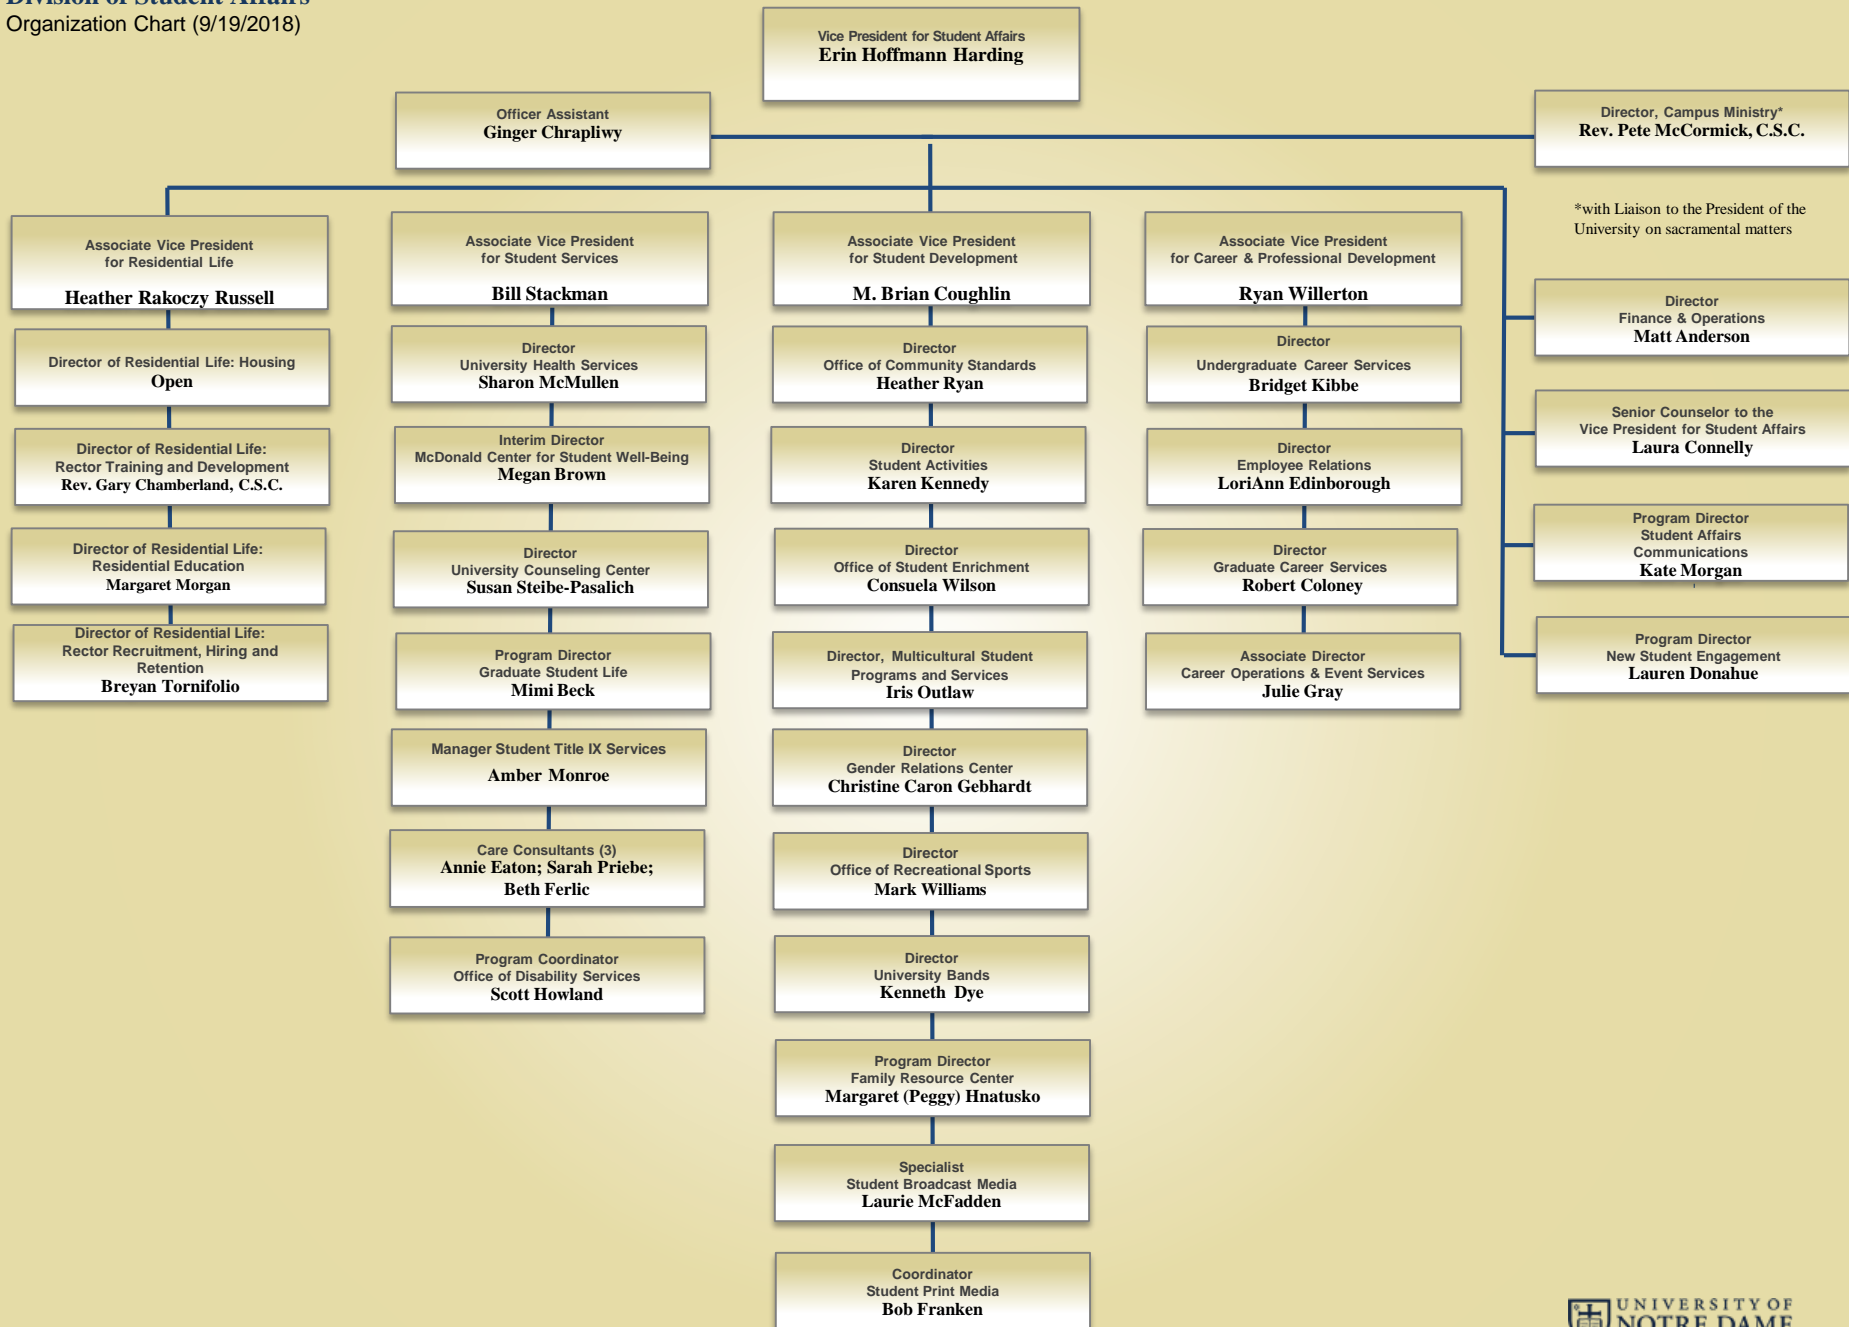 Division of Student Affairs
Organization Chart (9/19/2018)
Vice President for Student Affairs
Erin Hoffmann Harding
Officer Assistant
Ginger Chrapliwy
Director, Campus Ministry*
Rev. Pete McCormick, C.S.C.
*with Liaison to the President of the
University on sacramental matters
Associate Vice President
for Residential Life
Heather Rakoczy Russell
Director of Residential Life: Housing
Open
Director of Residential Life:
Rector Training and Development
Rev. Gary Chamberland, C.S.C.
Director of Residential Life:
Residential Education
Margaret Morgan
Director of Residential Life:
Rector Recruitment, Hiring and
Retention
Breyan Tornifolio
Associate Vice President
for Student Services
Bill Stackman
Director
University Health Services
Sharon McMullen
Interim Director
McDonald Center for Student Well-Being
Megan Brown
Director
University Counseling Center
Susan Steibe-Pasalich
Program Director
Graduate Student Life
Mimi Beck
Manager Student Title IX Services
Amber Monroe
Care Consultants (3)
Annie Eaton; Sarah Priebe;
Beth Ferlic
Program Coordinator
Office of Disability Services
Scott Howland
Associate Vice President
for Student Development
M. Brian Coughlin
Director
Office of Community Standards
Heather Ryan
Director
Student Activities
Karen Kennedy
Director
Office of Student Enrichment
Consuela Wilson
Director, Multicultural Student
Programs and Services
Iris Outlaw
Director
Gender Relations Center
Christine Caron Gebhardt
Director
Office of Recreational Sports
Mark Williams
Director
University Bands
Kenneth Dye
Program Director
Family Resource Center
Margaret (Peggy) Hnatusko
Specialist
Student Broadcast Media
Laurie McFadden
Coordinator
Student Print Media
Bob Franken
Associate Vice President
for Career & Professional Development
Ryan Willerton
Director
Undergraduate Career Services
Bridget Kibbe
Director
Employee Relations
LoriAnn Edinborough
Director
Graduate Career Services
Robert Coloney
Associate Director
Career Operations & Event Services
Julie Gray
Director
Finance & Operations
Matt Anderson
Senior Counselor to the
Vice President for Student Affairs
Laura Connelly
Program Director
Student Affairs
Communications
Kate Morgan
Program Director
New Student Engagement
Lauren Donahue
UNIVERSITY OF
NOTRE DAME